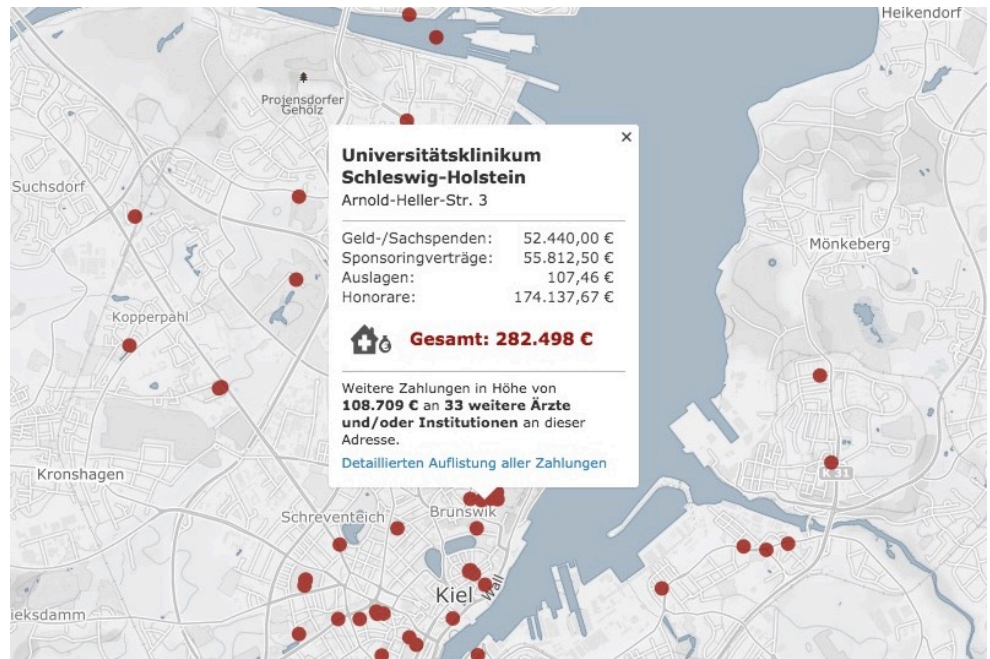 Heikendorf
Projensdorfer
Gehölz
×
Universitätsklinikum
Schleswig-Holstein
Arnold-Heller-Str. 3
Suchsdorf
Geld-/Sachspenden: 52.440,00 €
Sponsoringverträge: 55.812,50 €
Auslagen: 107,46 €
Honorare: 174.137,67 €
Mönkeberg
Kopperpahl
Gesamt: 282.498 €
Weitere Zahlungen in Höhe von
108.709 € an 33 weitere Ärzte
und/oder Institutionen an dieser
Adresse.
Detaillierten Auflistung aller Zahlungen
Kronshagen
K 31
Schreventeich
Brunswik
Kiel
Wall
ieksdamm